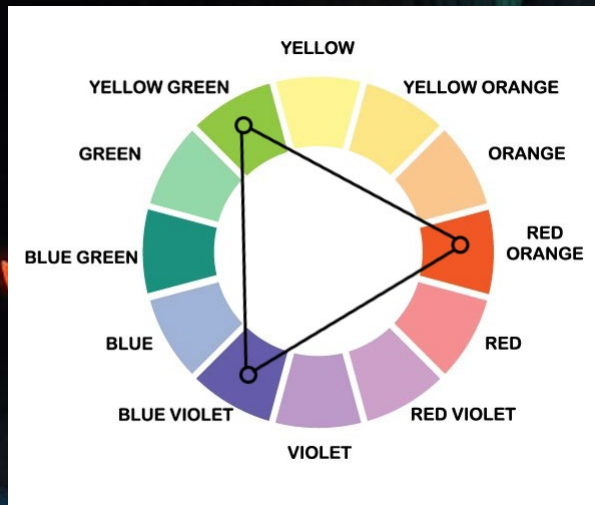 YELLOW
YELLOW GREEN
YELLOW ORANGE
GREEN
ORANGE
RED
ORANGE
BLUE GREEN
BLUE
RED
BLUE VIOLET
RED VIOLET
VIOLET